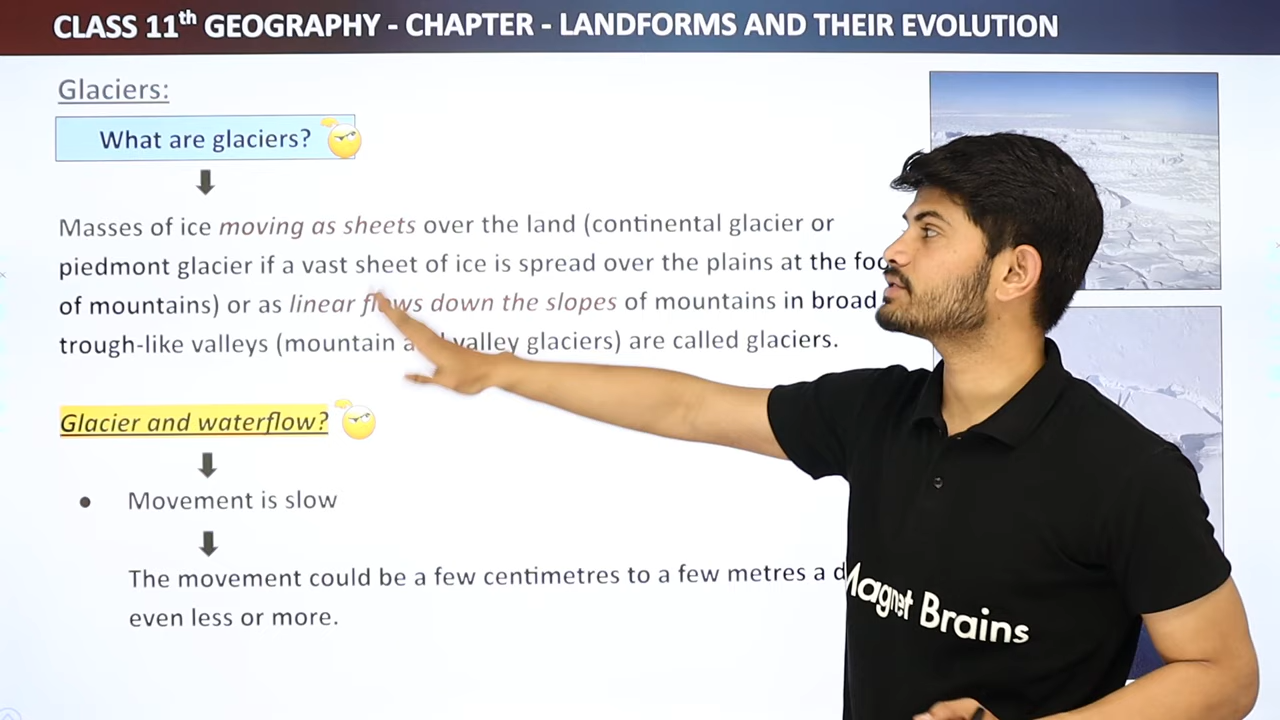 CLASS 11th GEOGRAPHY - CHAPTER - LANDFORMS AND THEIR EVOLUTION
Glaciers:
What are glaciers?
Masses of ice moving as sheets over the land (continental glacier or
piedmont glacier if a vast sheet of ice is spread over the plains at the
of mountains) or as linear flows down the slopes of mountains in broad
trough-like valleys (mountain valley glaciers) are called glaciers.
Glacier and waterflow?
● Movement is slow
The movement could be a few centimetres to a few metres a
even less or more.
Magnet Brains